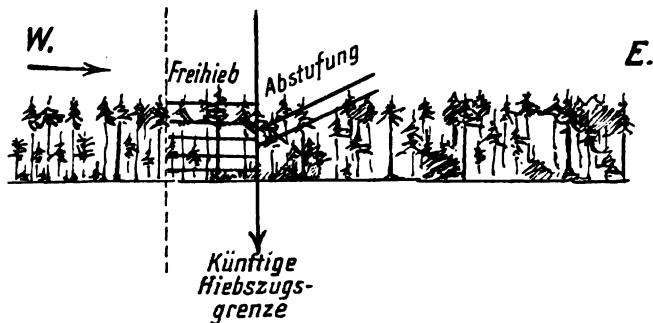 W.
E.
Freihieb
Abstufung
Künftige
Hiebszugs-
grenze